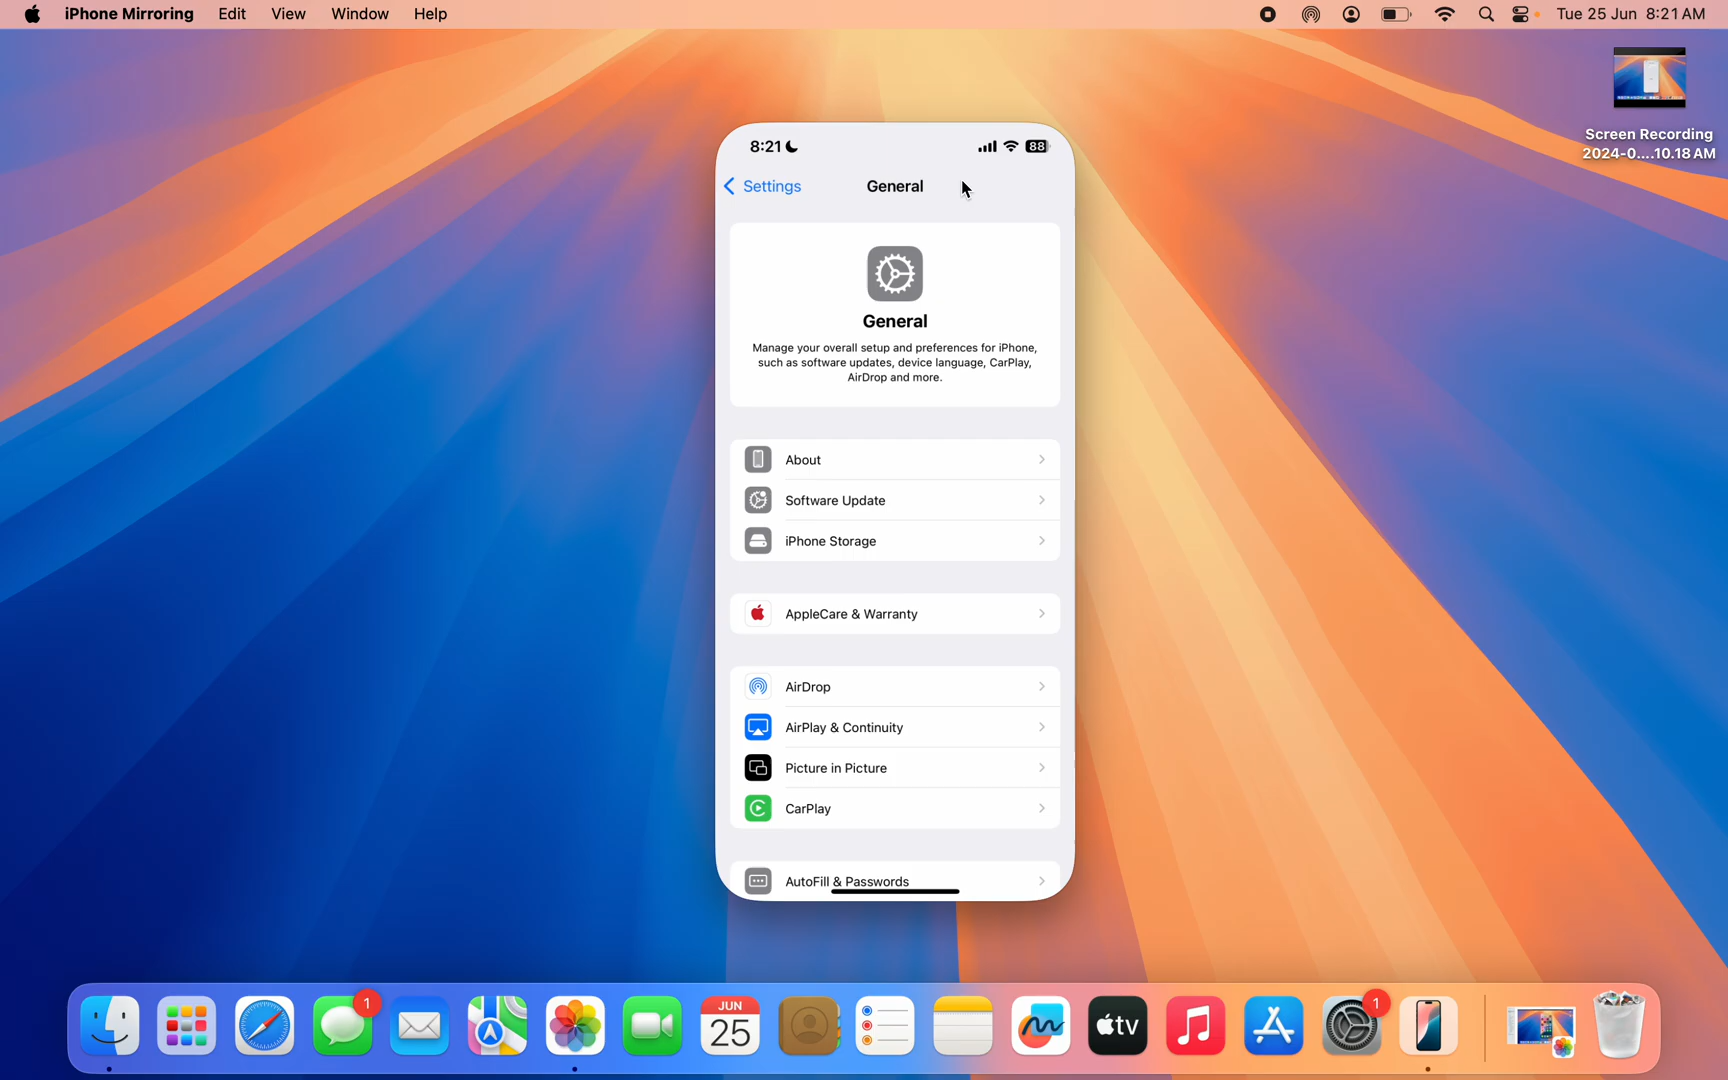 iPhone Mirroring Edit View Window Help Tue 25 Jun 8:21 AM
Screen Recording
2024-0....10.18 AM
8:21 88
Settings General
General
Manage your overall setup and preferences for iPhone,
such as software updates, device language, CarPlay,
AirDrop and more.
About
Software Update
iPhone Storage
AppleCare & Warranty
AirDrop
AirPlay & Continuity
Picture in Picture
CarPlay
AutoFill & Passwords
1
JUN
25
tv
1